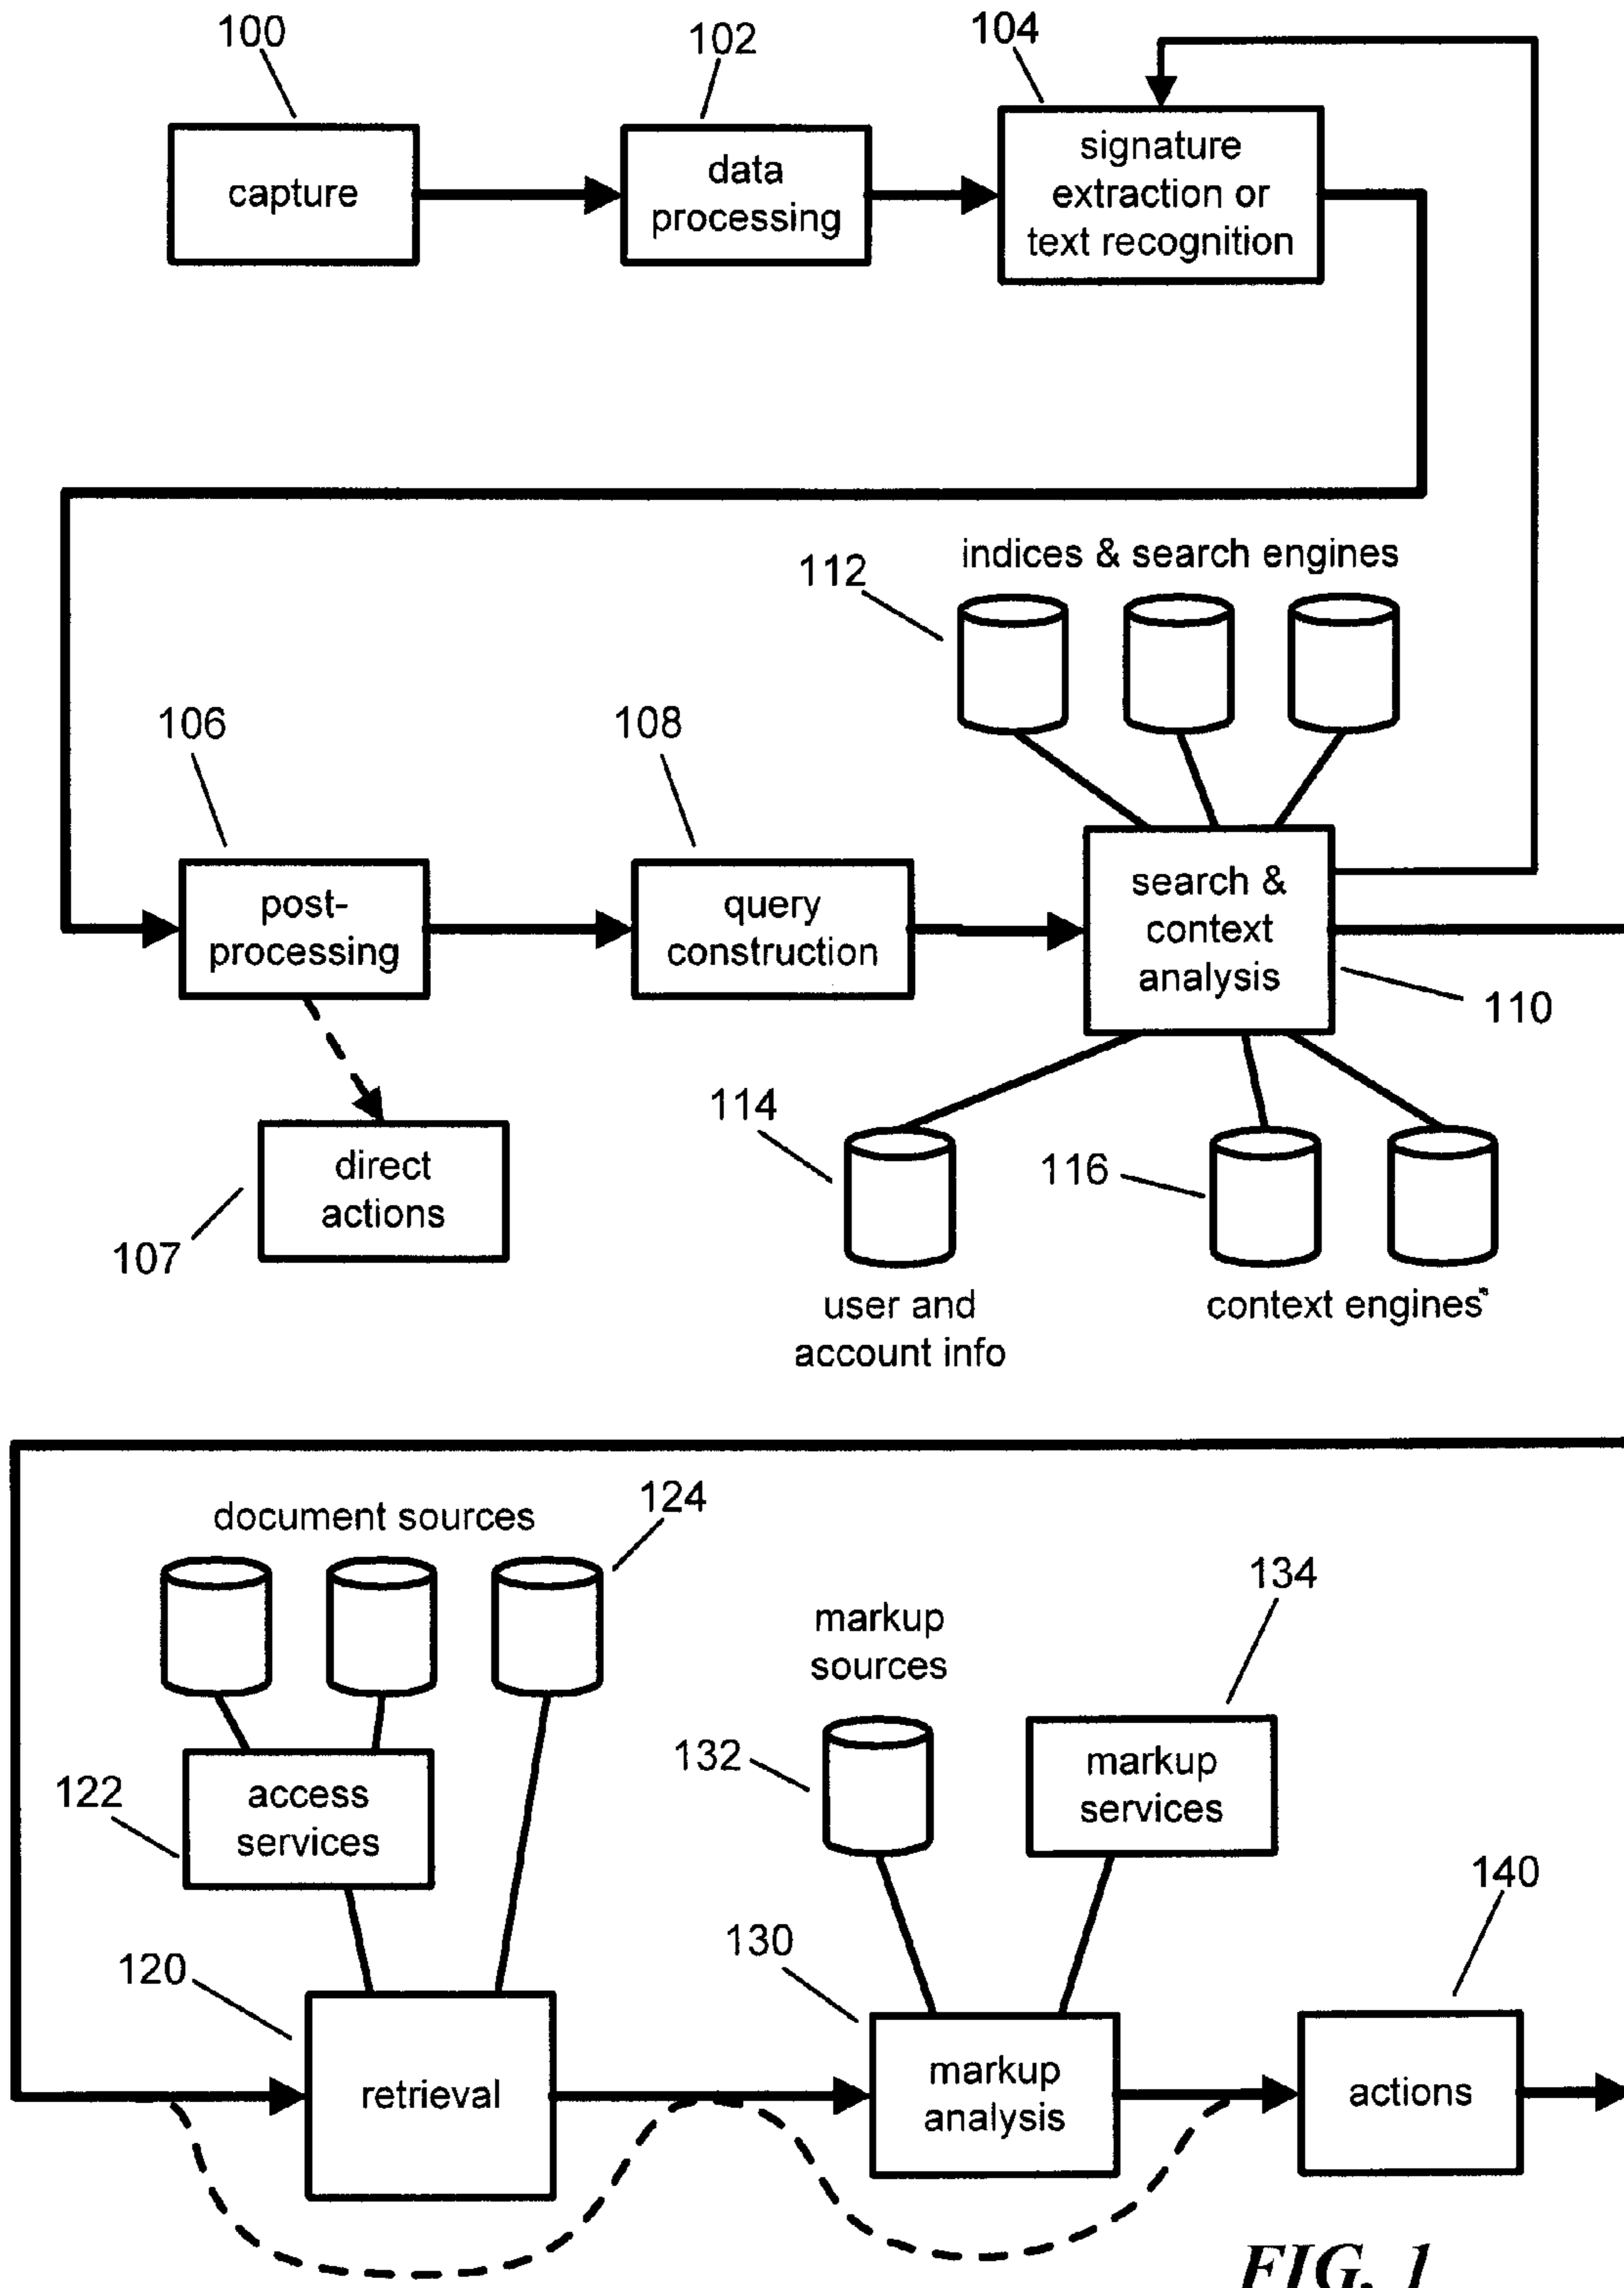 100
102
104
capture
data
processing
signature
extraction or
text recognition
indices & search engines
112
106
108
post-
processing
query
construction
search &
context
analysis
110
114
116
direct
actions
107
user and
account info
context engines"
document sources
124
134
markup
sources
132
markup
services
122
access
services
140
130
120
retrieval
markup
analysis
actions
FIG. 1